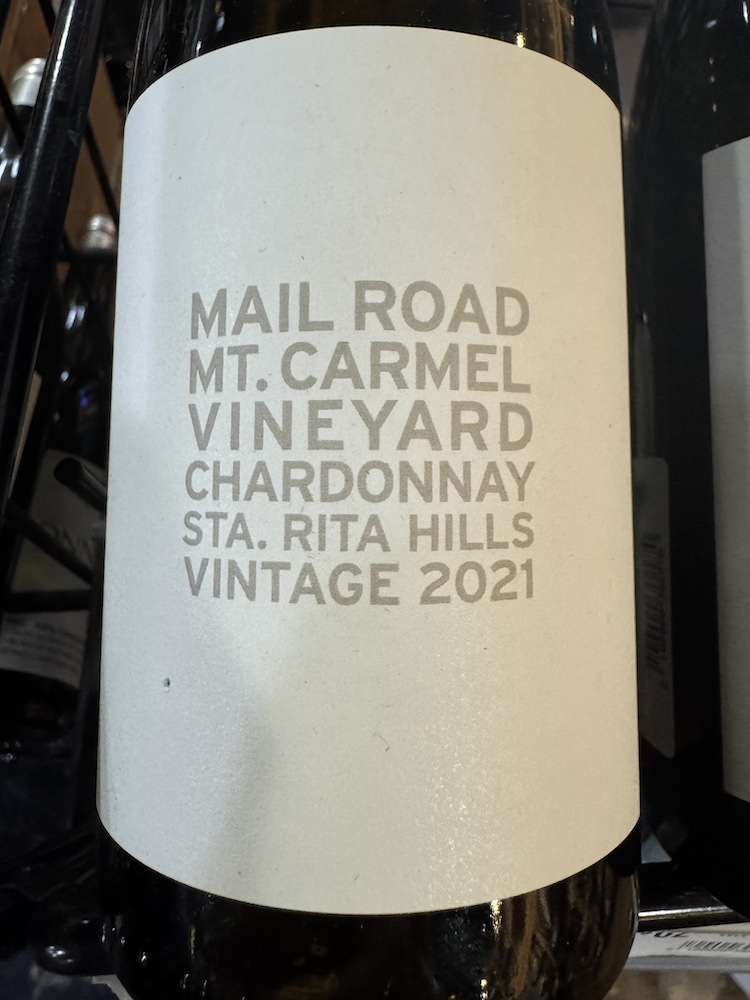 MAIL ROAD
MT. CARMEL
VINEYARD
CHARDONNAY
STA. RITA HILLS
VINTAGE 2021